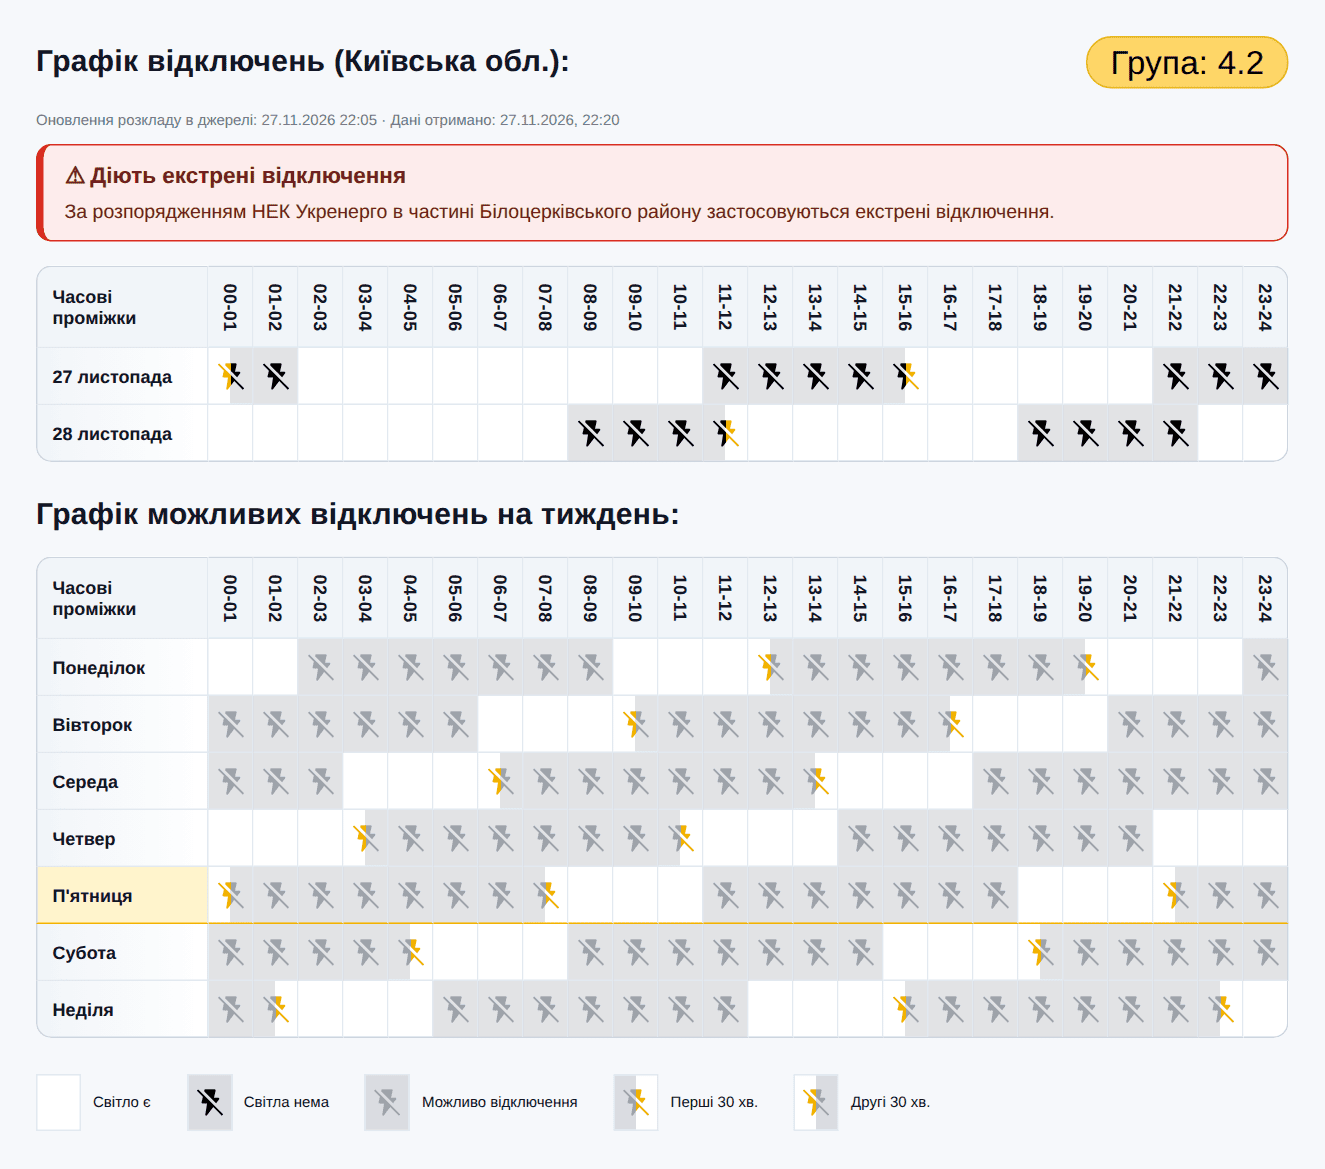 Графік відключень (Київська обл.):
Група: 4.2
Оновлення розкладу в джерелі: 27.11.2026 22:05 · Дані отримано: 27.11.2026, 22:20
⚠ Діють екстрені відключення
За розпорядженням НЕК Укренерго в частині Білоцерківського району застосовуються екстрені відключення.
Часові проміжки 00-01 01-02 02-03 03-04 04-05 05-06 06-07 07-08 08-09 09-10 10-11 11-12 12-13 13-14 14-15 15-16 16-17 17-18 18-19 19-20 20-21 21-22 22-23 23-24
27 листопада
28 листопада
Графік можливих відключень на тиждень:
Часові проміжки 00-01 01-02 02-03 03-04 04-05 05-06 06-07 07-08 08-09 09-10 10-11 11-12 12-13 13-14 14-15 15-16 16-17 17-18 18-19 19-20 20-21 21-22 22-23 23-24
Понеділок
Вівторок
Середа
Четвер
П'ятниця
Субота
Неділя
Світло є Світла нема Можливо відключення Перші 30 хв. Другі 30 хв.